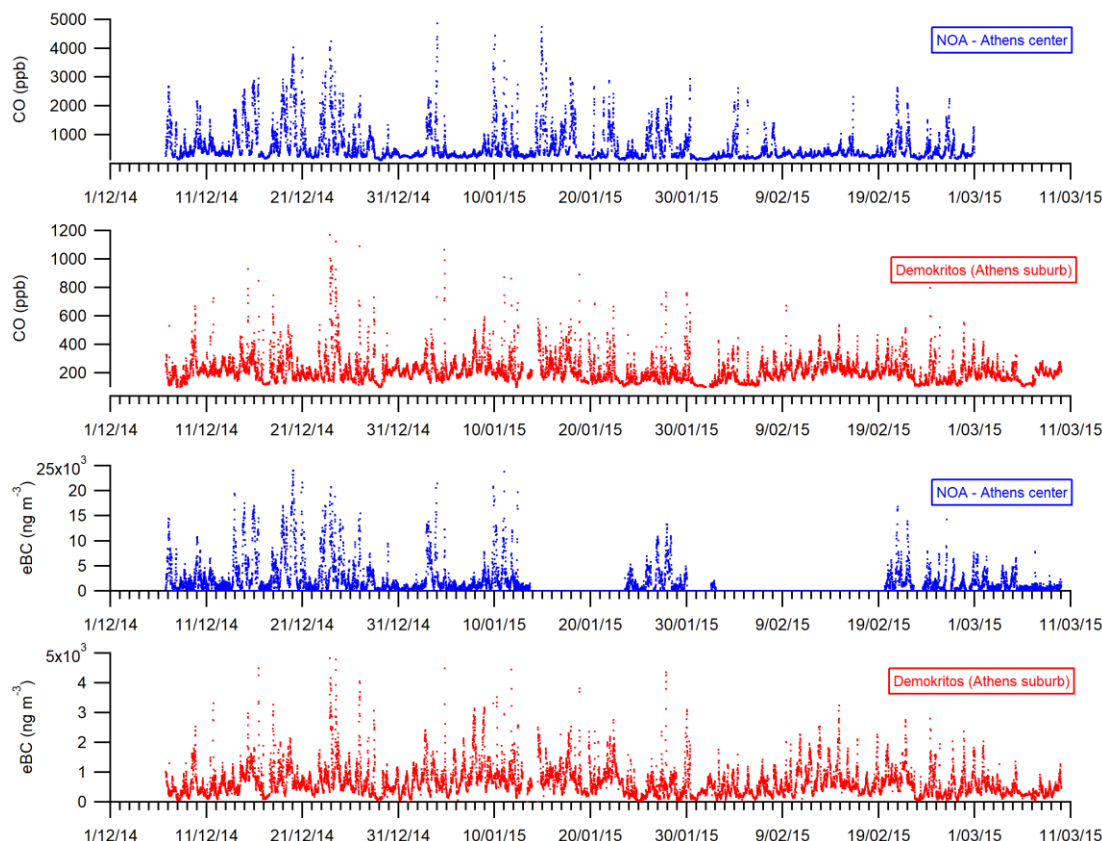 5000
4000
3000
2000
1000
CO (ppb)
NOA - Athens center
1/12/14 11/12/14 21/12/14 31/12/14 10/01/15 20/01/15 30/01/15 9/02/15 19/02/15 1/03/15 11/03/15
1200
1000
800
600
400
200
CO (ppb)
Demokritos (Athens suburb)
1/12/14 11/12/14 21/12/14 31/12/14 10/01/15 20/01/15 30/01/15 9/02/15 19/02/15 1/03/15 11/03/15
25x10³
20
15
10
5
0
eBC (ng m⁻³)
NOA - Athens center
1/12/14 11/12/14 21/12/14 31/12/14 10/01/15 20/01/15 30/01/15 9/02/15 19/02/15 1/03/15 11/03/15
5x10³
4
3
2
1
0
eBC (ng m⁻³)
Demokritos (Athens suburb)
1/12/14 11/12/14 21/12/14 31/12/14 10/01/15 20/01/15 30/01/15 9/02/15 19/02/15 1/03/15 11/03/15